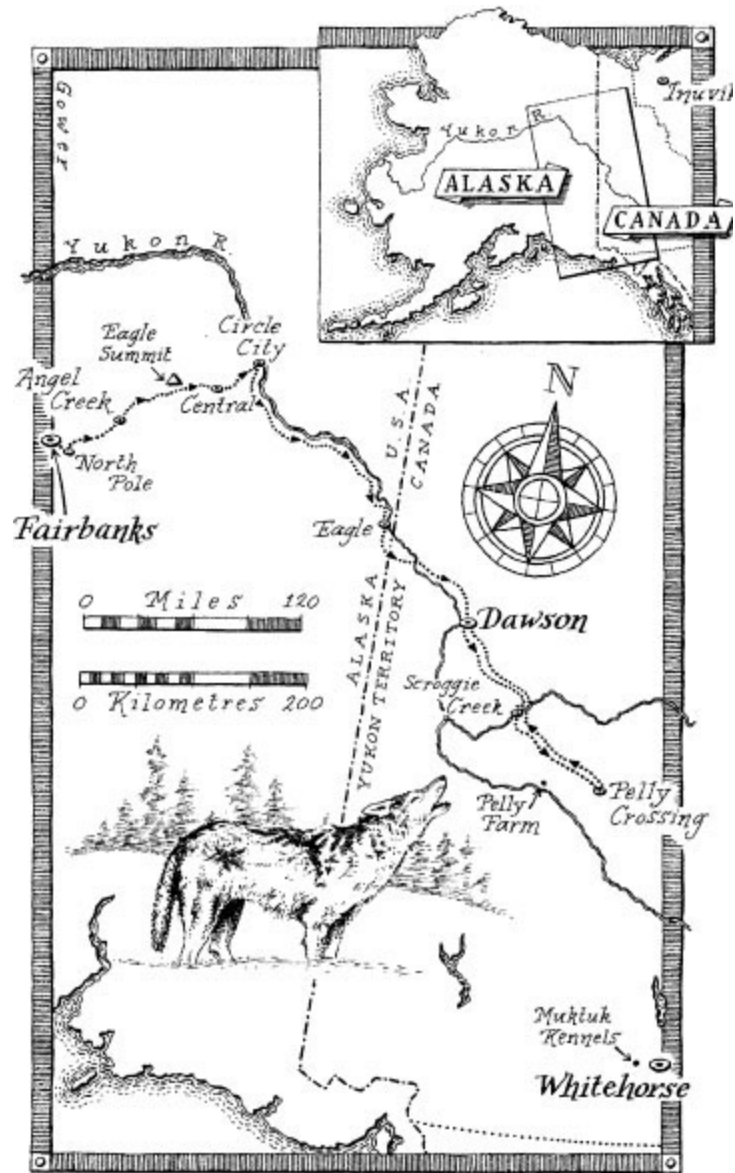 Gower
Yukon R
ALASKA
CANADA
Inuvik
Yukon R
Eagle
Summit
Circle
City
Angel
Creek
Central
North
Pole
Fairbanks
U.S.A
CANADA
N
Eagle
0 Miles 120
0 Kilometres 200
ALASKA
YUKON TERRITORY
Dawson
Scroggie
Creek
Pelly
Farm
Pelly
Crossing
Muktuk
Kennels
Whitehorse